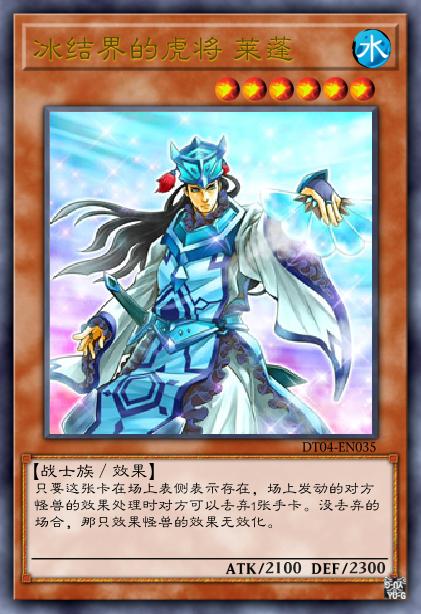 冰结界的虎将 莱蓬
水
DT04-EN035
【战士族／效果】
只要这张卡在场上表侧表示存在，场上发动的对方
怪兽的效果处理时对方可以丢弃1张手卡。没丢弃的
场合，那只效果怪兽的效果无效化。
ATK/2100 DEF/2300